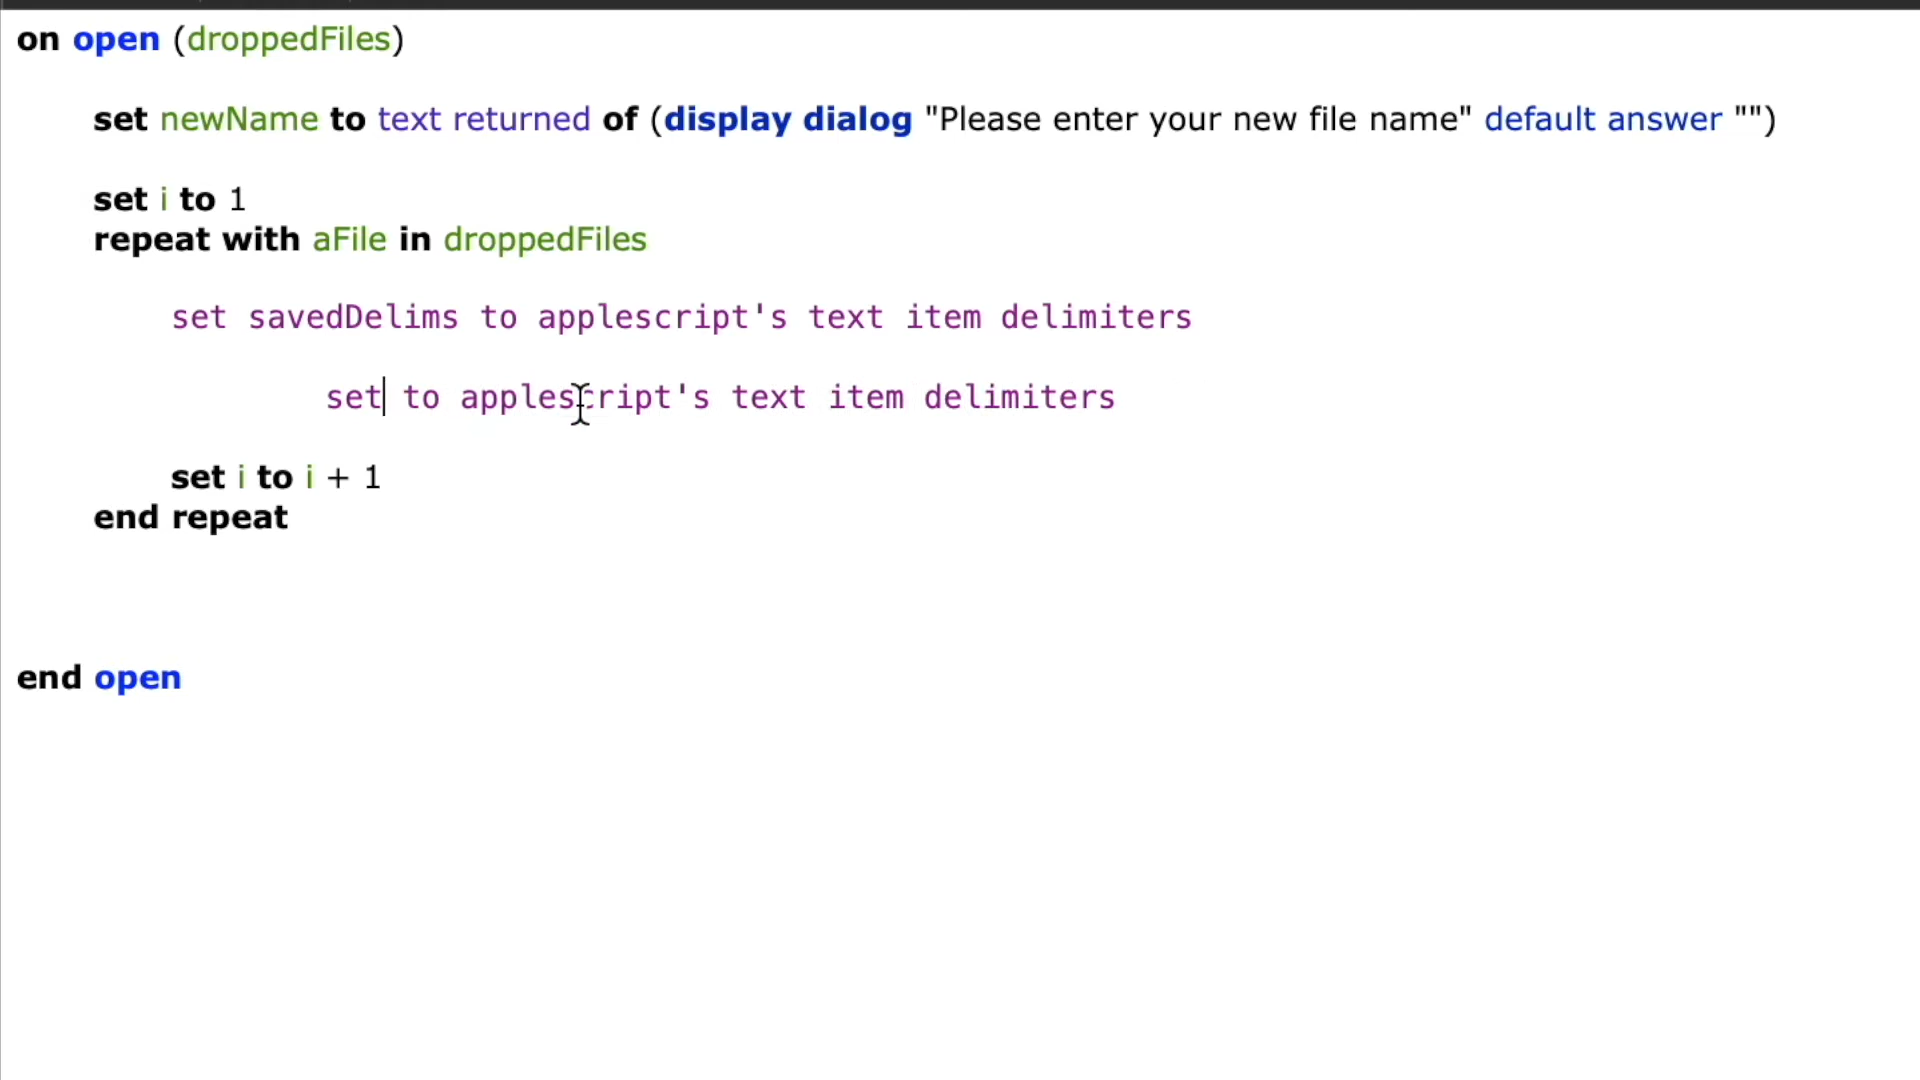 on open (droppedFiles)
set newName to text returned of (display dialog "Please enter your new file name" default answer "")
set i to 1
repeat with aFile in droppedFiles
set savedDelims to applescript's text item delimiters
set to applescript's text item delimiters
set i to i + 1
end repeat
end open